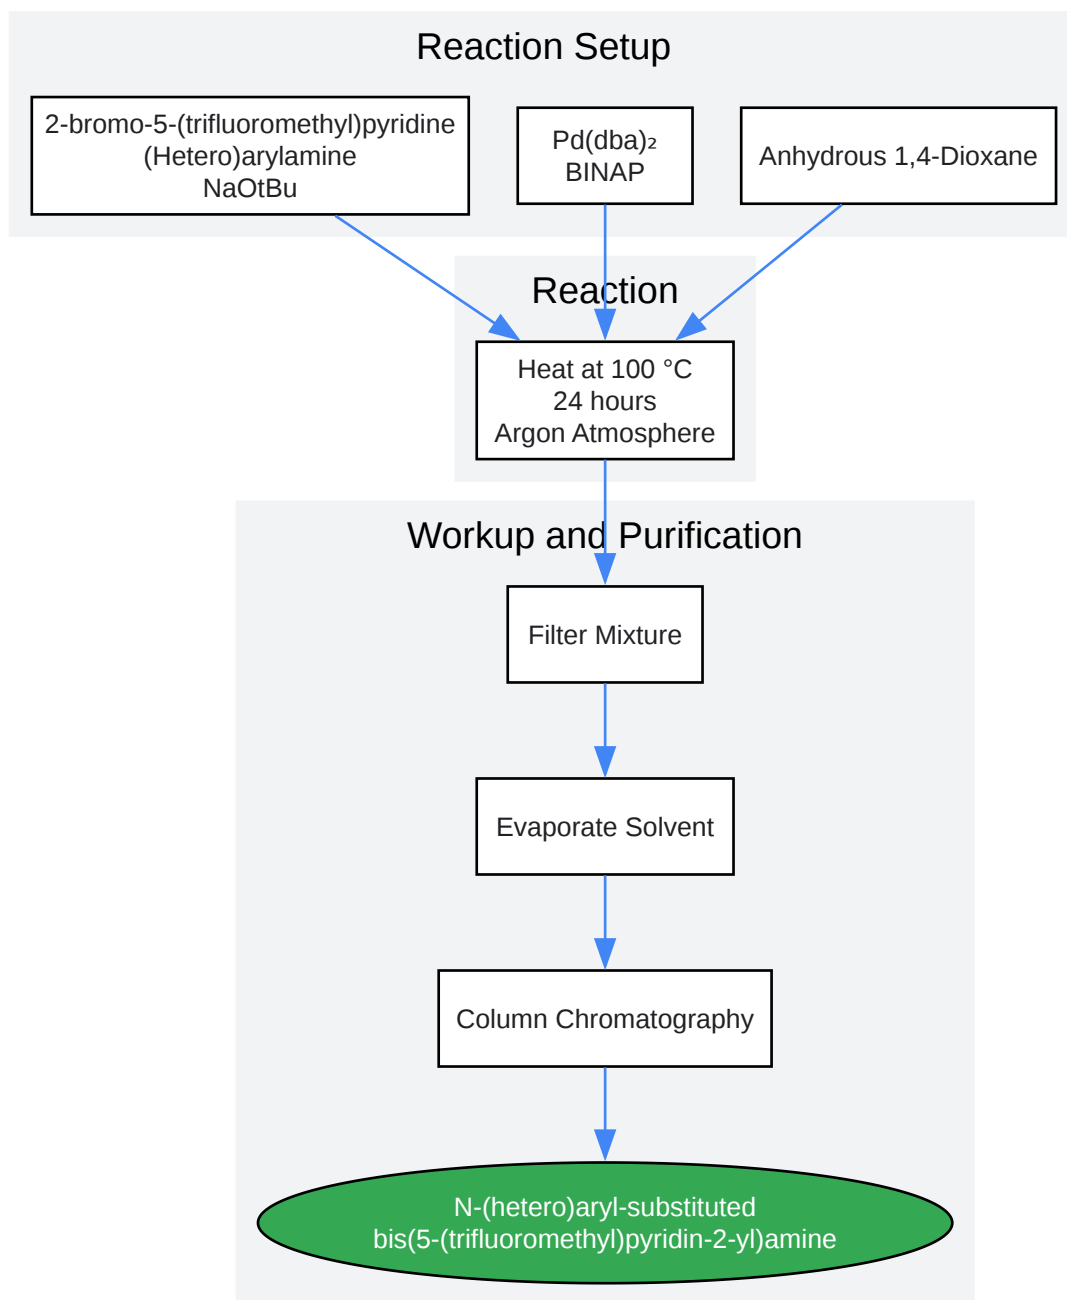 Reaction Setup
2-bromo-5-(trifluoromethyl)pyridine
(Hetero)arylamine
NaOtBu
Pd(dba)₂
BINAP
Anhydrous 1,4-Dioxane
Reaction
Heat at 100 °C
24 hours
Argon Atmosphere
Workup and Purification
Filter Mixture
Evaporate Solvent
Column Chromatography
N-(hetero)aryl-substituted
bis(5-(trifluoromethyl)pyridin-2-yl)amine